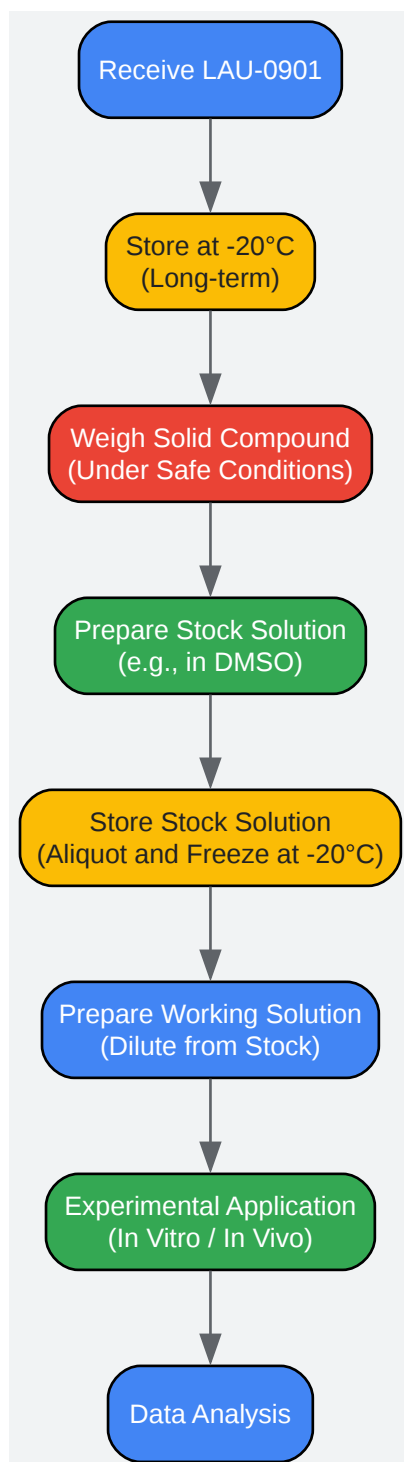 Receive LAU-0901
Store at -20°C
(Long-term)
Weigh Solid Compound
(Under Safe Conditions)
Prepare Stock Solution
(e.g., in DMSO)
Store Stock Solution
(Aliquot and Freeze at -20°C)
Prepare Working Solution
(Dilute from Stock)
Experimental Application
(In Vitro / In Vivo)
Data Analysis